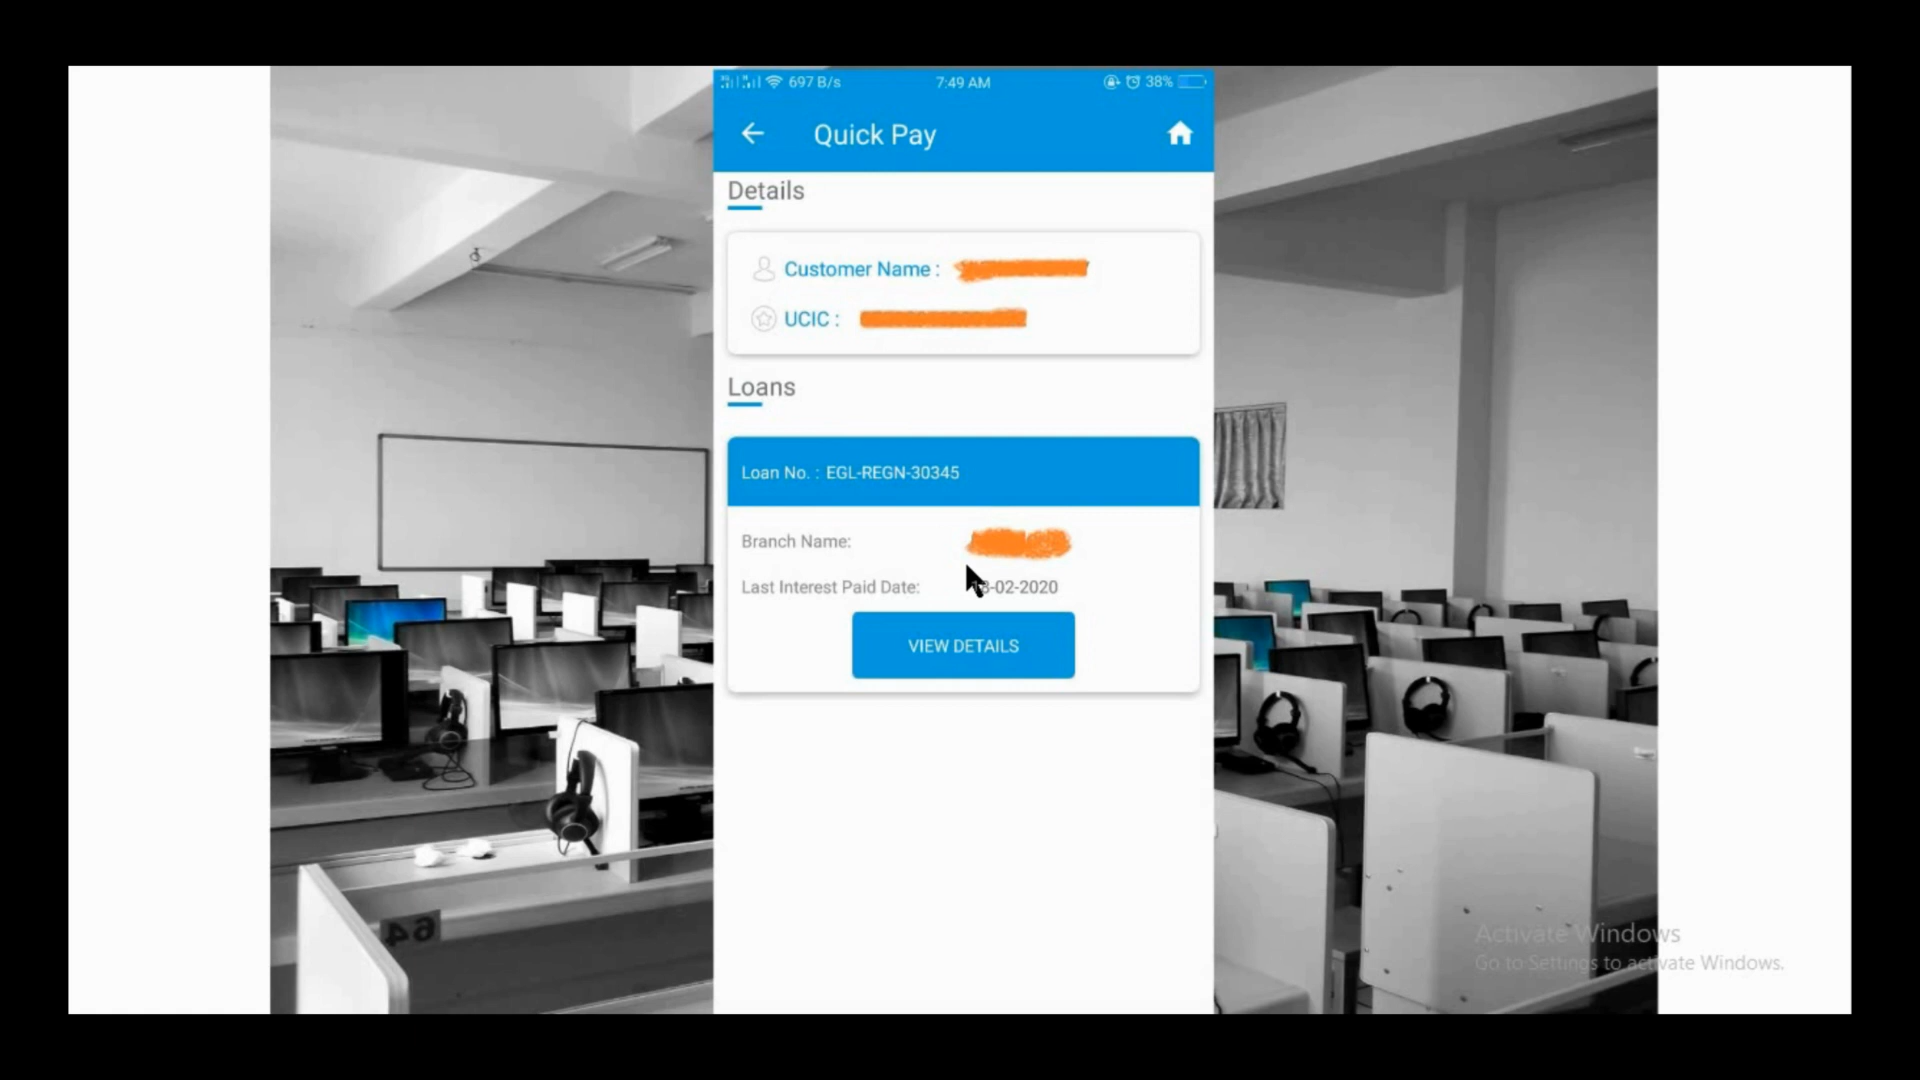 697 B/s 7:49 AM 38%
Quick Pay
Details
Customer Name :
UCIC :
Loans
Loan No. : EGL-REGN-30345
Branch Name:
Last Interest Paid Date: -02-2020
VIEW DETAILS
Activate Windows
Go to Settings to activate Windows.
64